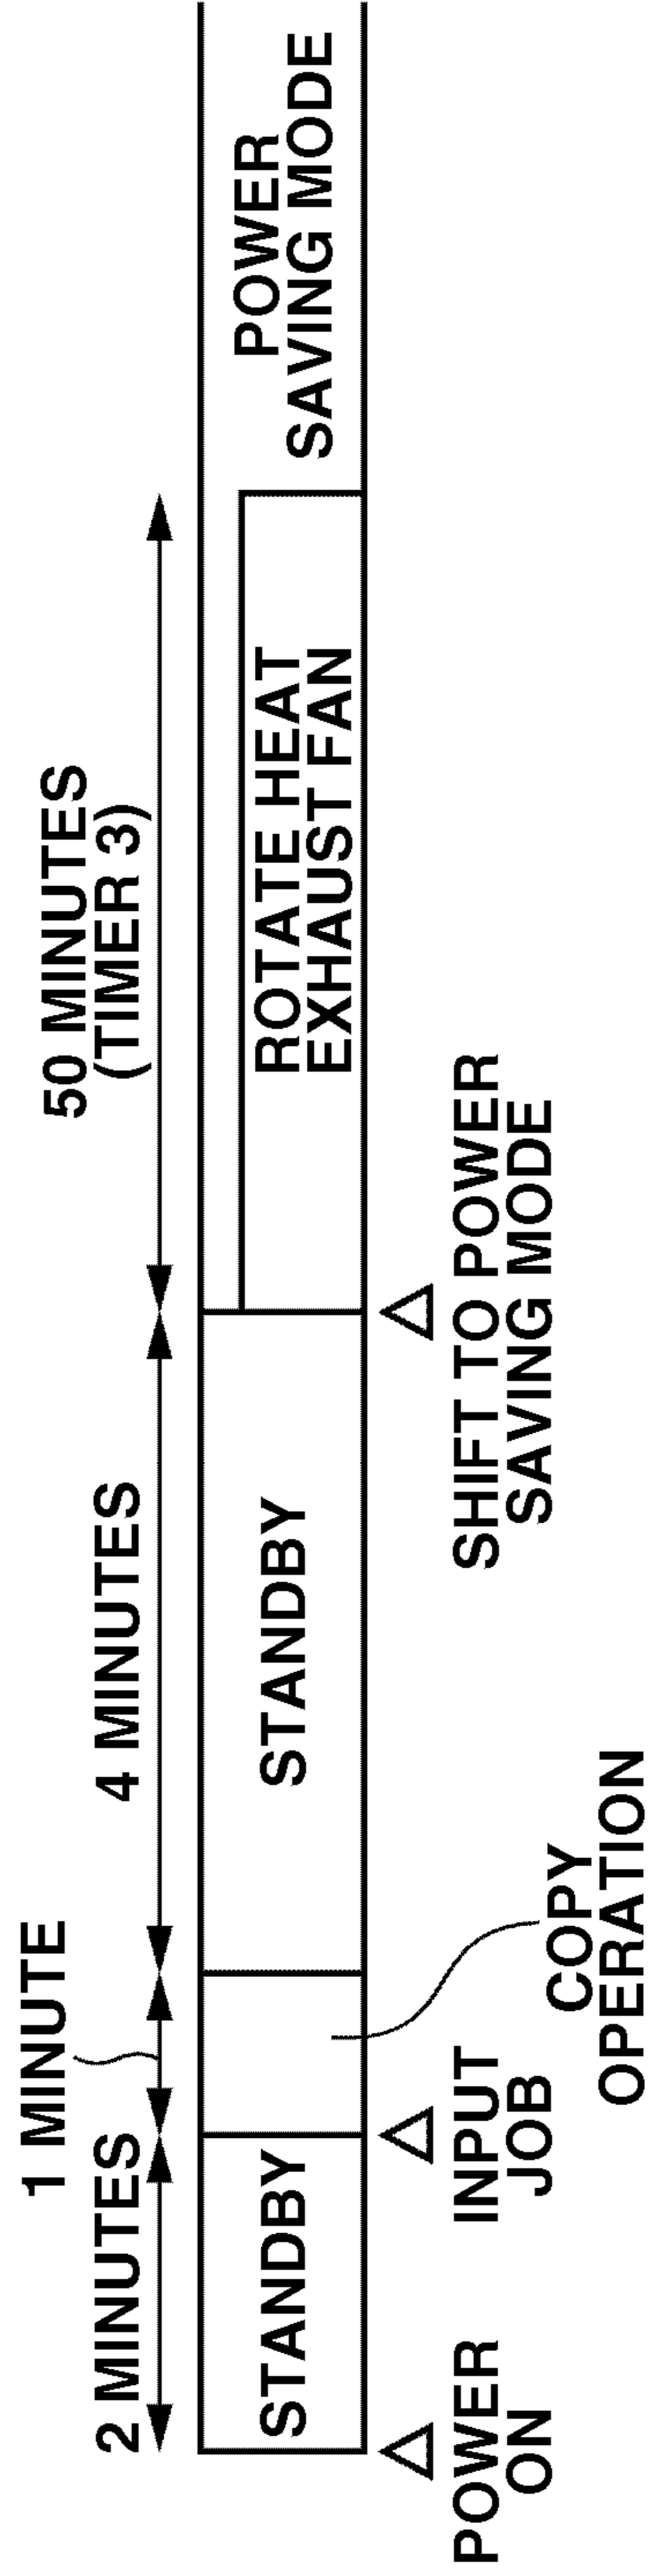 2 MINUTES
1 MINUTE
4 MINUTES
50 MINUTES
(TIMER 3)
STANDBY
STANDBY
ROTATE HEAT
EXHAUST FAN
POWER
SAVING MODE
POWER
ON
INPUT
JOB
COPY
OPERATION
SHIFT TO POWER
SAVING MODE